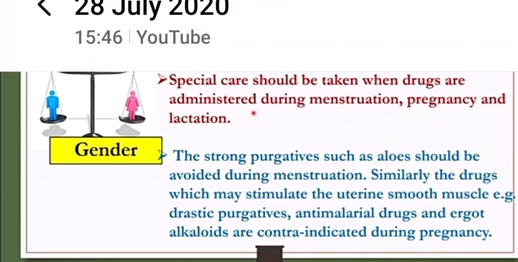 28 July 2020
15:46 YouTube
➢Special care should be taken when drugs are
administered during menstruation, pregnancy and
lactation.
Gender
➢ The strong purgatives such as aloes should be
avoided during menstruation. Similarly the drugs
which may stimulate the uterine smooth muscle e.g.
drastic purgatives, antimalarial drugs and ergot
alkaloids are contra-indicated during pregnancy.